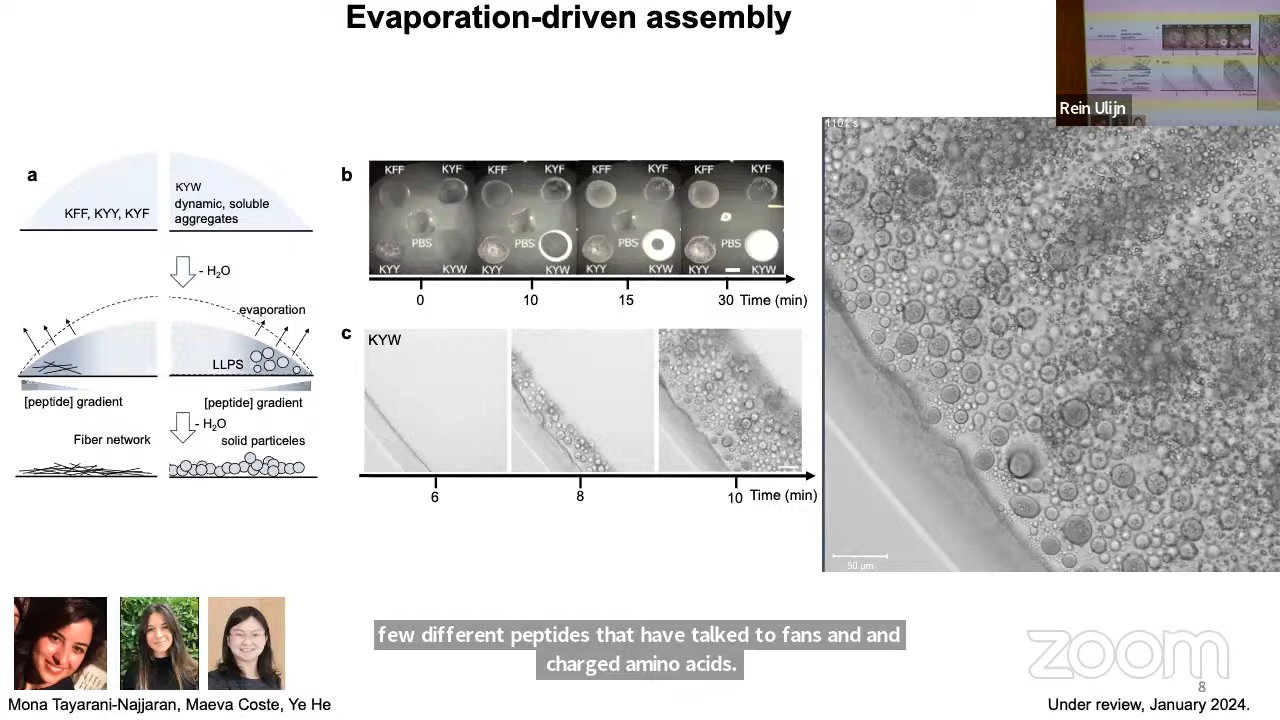 Evaporation-driven assembly
Rein Ulijn
a
KFF, KYY, KYF
KYW
dynamic, soluble
aggregates
- H₂O
evaporation
LLPS
[peptide] gradient
[peptide] gradient
- H₂O
Fiber network
solid particeles
b
KFF KYF KFF KYF KFF KYF KFF KYF
PBS PBS PBS PBS
KYY KYW KYY KYW KYY KYW KYY KYW
0 10 15 30 Time (min)
c
KYW
6 8 10 Time (min)
1101 s
50 µm
few different peptides that have talked to fans and and
charged amino acids.
zoom
8
Mona Tayarani-Najjaran, Maeva Coste, Ye He
Under review, January 2024.